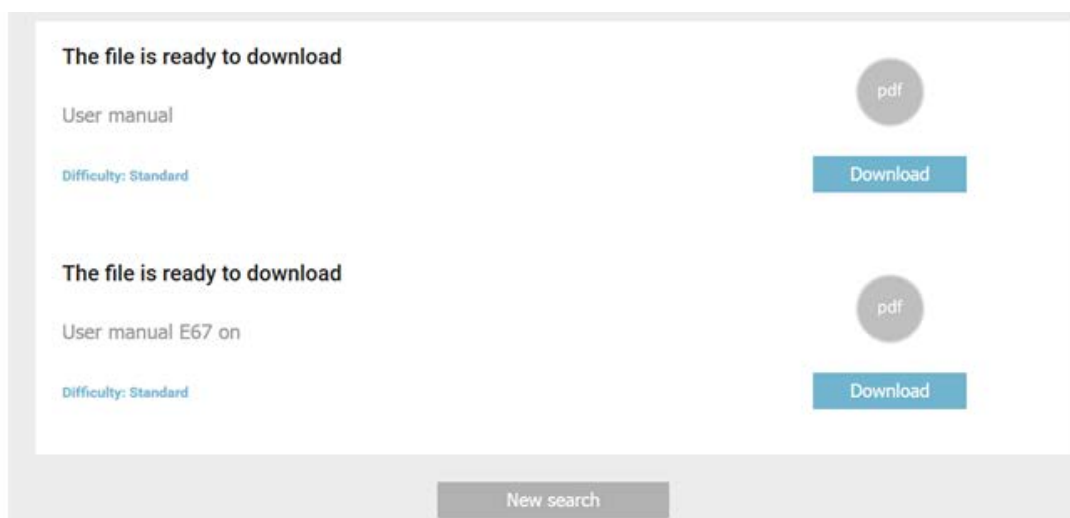 The file is ready to download
pdf
User manual
Difficulty: Standard
Download
The file is ready to download
pdf
User manual E67 on
Difficulty: Standard
Download
New search